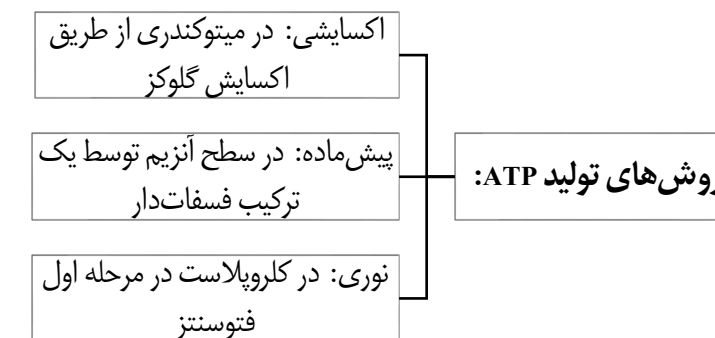 روش‌های تولید ATP:
اکسایشی: در میتوکندری از طریق
اکسایش گلوکز
پیش‌ماده: در سطح آنزیم توسط یک
ترکیب فسفات‌دار
نوری: در کلروپلاست در مرحله اول
فتوسنتز